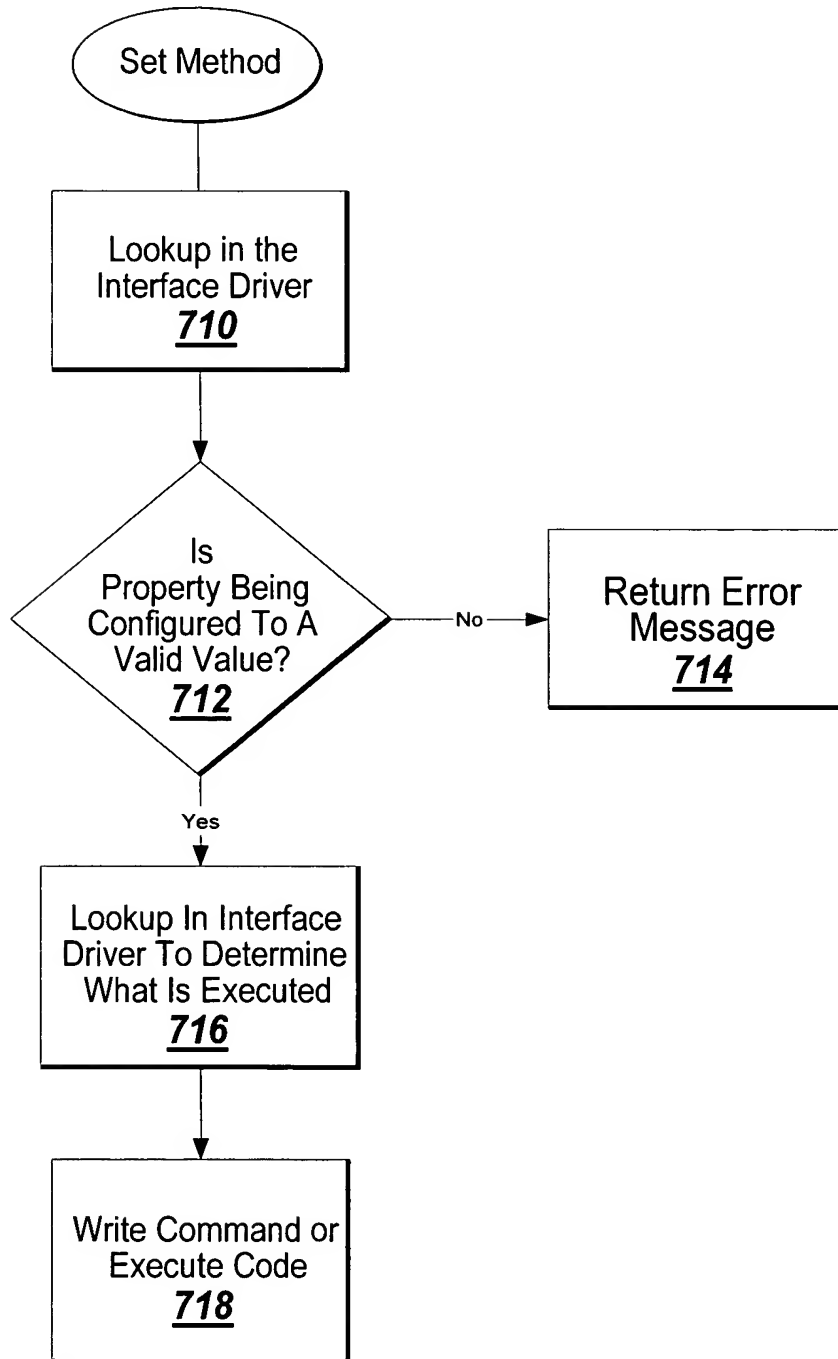 Set Method
Lookup in the
Interface Driver
710
Is
Property Being
Configured To A
Valid Value?
712
No
Return Error
Message
714
Yes
Lookup In Interface
Driver To Determine
What Is Executed
716
Write Command or
Execute Code
718